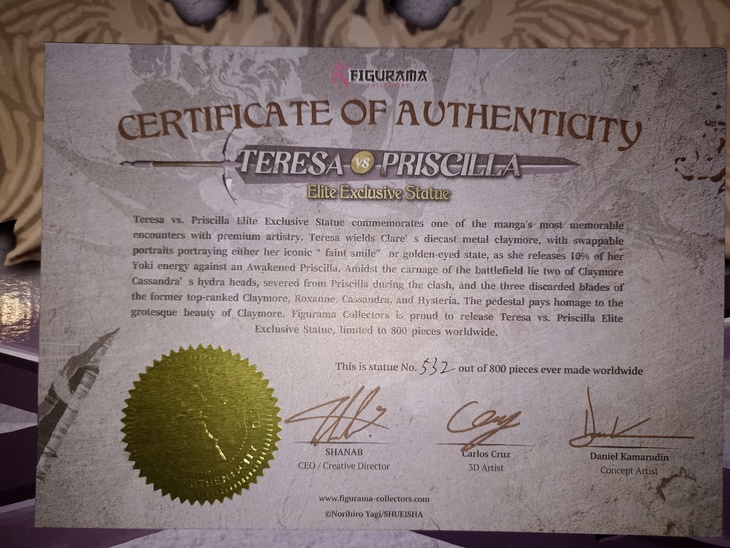 FIGURAMA
COLLECTORS
CERTIFICATE OF AUTHENTICITY
TERESA VS PRISCILLA
Elite Exclusive Statue
Teresa vs. Priscilla Elite Exclusive Statue commemorates one of the manga's most memorable
encounters with premium artistry. Teresa wields Clare's diecast metal claymore, with swappable
portraits portraying either her iconic "faint smile" or golden-eyed state, as she releases 10% of her
Yoki energy against an Awakened Priscilla. Amidst the carnage of the battlefield lie two of Claymore
Cassandra's hydra heads, severed from Priscilla during the clash, and the three discarded blades of
the former top-ranked Claymore, Roxanne, Cassandra, and Hysteria. The pedestal pays homage to the
grotesque beauty of Claymore. Figurama Collectors is proud to release Teresa vs. Priscilla Elite
Exclusive Statue, limited to 800 pieces worldwide.
This is statue No. 532 out of 800 pieces ever made worldwide
SHANAB
CEO / Creative Director
Carlos Cruz
3D Artist
Daniel Kamarudin
Concept Artist
www.figurama-collectors.com
©Norihiro Yagi/SHUEISHA